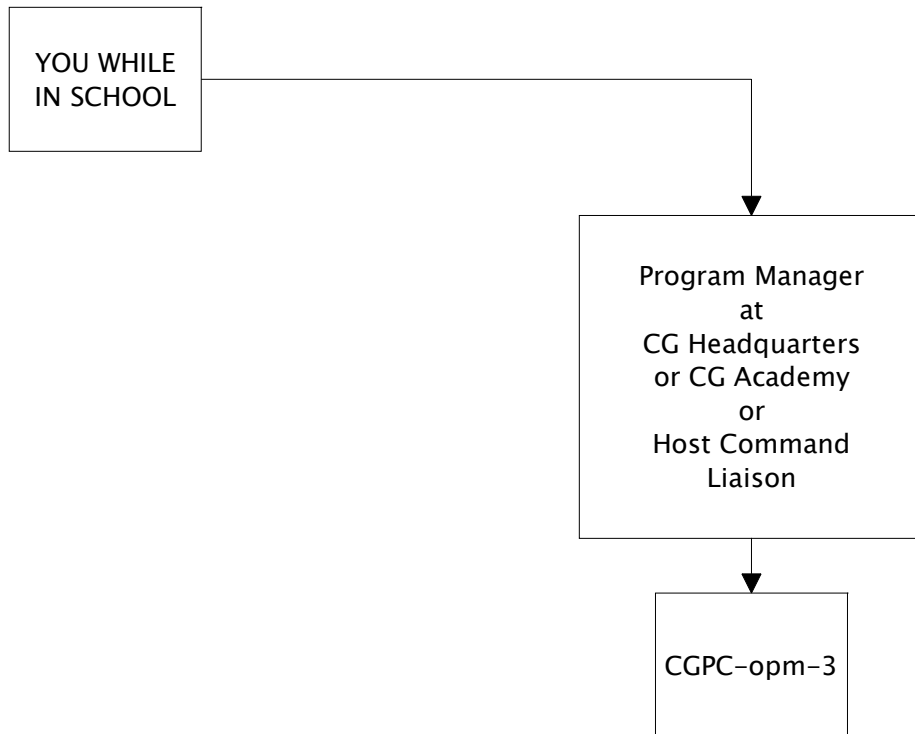 YOU WHILE
IN SCHOOL
Program Manager
at
CG Headquarters
or CG Academy
or
Host Command
Liaison
CGPC-opm-3